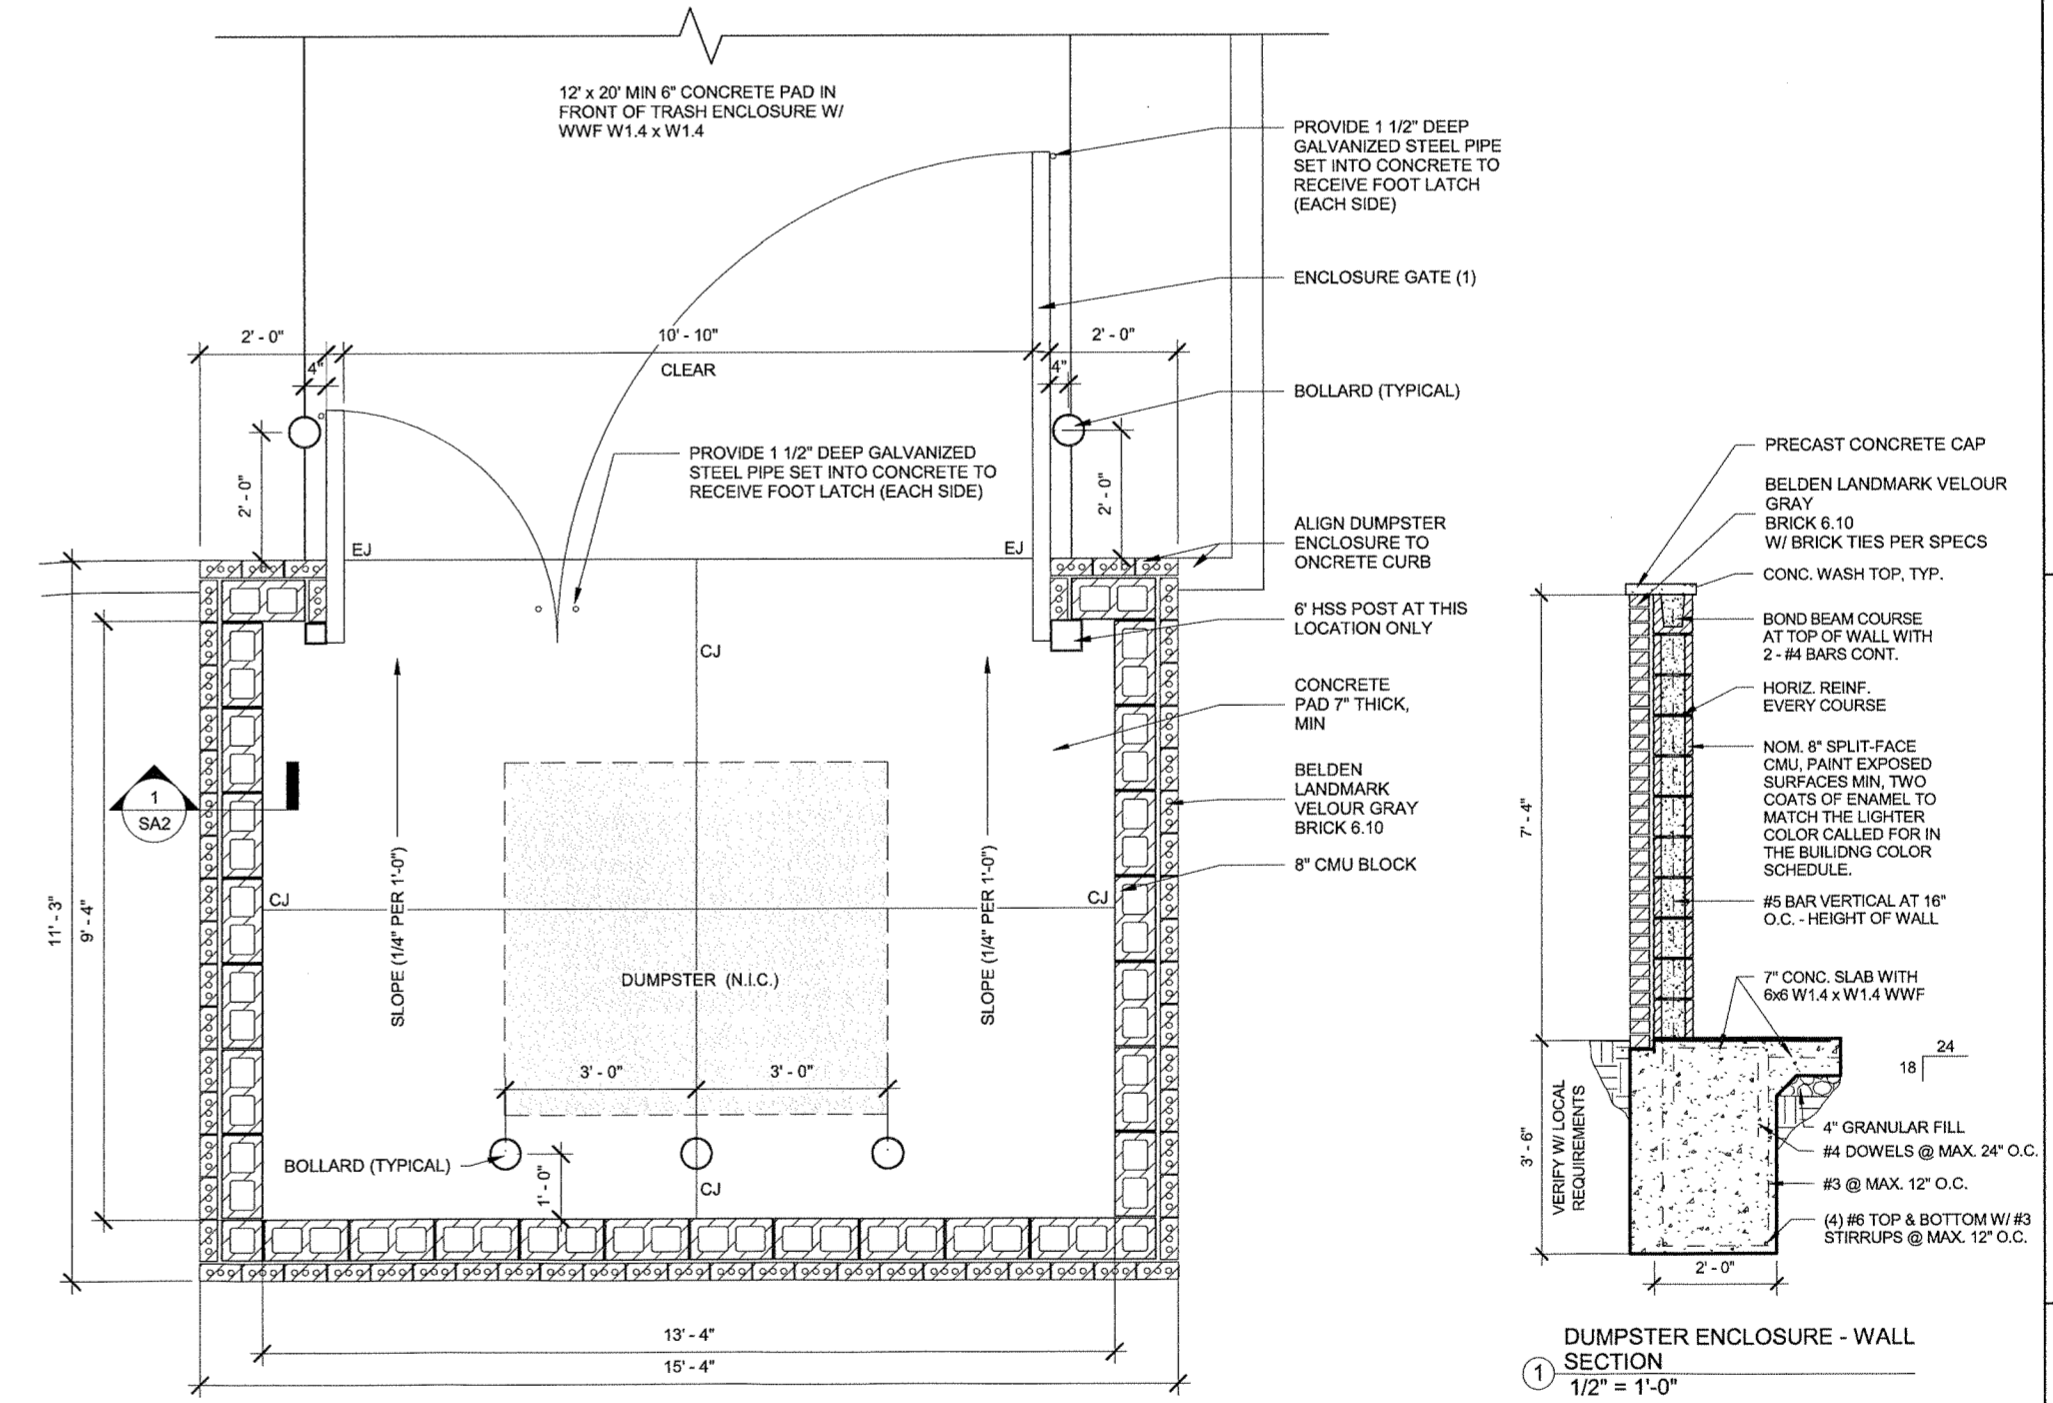 12' x 20' MIN 6" CONCRETE PAD IN
FRONT OF TRASH ENCLOSURE W/
WWF W1.4 x W1.4
PROVIDE 1 1/2" DEEP
GALVANIZED STEEL PIPE
SET INTO CONCRETE TO
RECEIVE FOOT LATCH
(EACH SIDE)
ENCLOSURE GATE (1)
2' - 0"
10' - 10"
2' - 0"
4"
CLEAR
4"
BOLLARD (TYPICAL)
PROVIDE 1 1/2" DEEP GALVANIZED
STEEL PIPE SET INTO CONCRETE TO
RECEIVE FOOT LATCH (EACH SIDE)
2' - 0"
2' - 0"
EJ
EJ
ALIGN DUMPSTER
ENCLOSURE TO
ONCRETE CURB
6' HSS POST AT THIS
LOCATION ONLY
CJ
CONCRETE
PAD 7" THICK,
MIN
BELDEN
LANDMARK
VELOUR GRAY
BRICK 6.10
8" CMU BLOCK
1
SA2
11' - 3"
9' - 4"
SLOPE (1/4" PER 1'-0")
SLOPE (1/4" PER 1'-0")
CJ
CJ
DUMPSTER (N.I.C.)
3' - 0"
3' - 0"
BOLLARD (TYPICAL)
1' - 0"
CJ
13' - 4"
15' - 4"
PRECAST CONCRETE CAP
BELDEN LANDMARK VELOUR
GRAY
BRICK 6.10
W/ BRICK TIES PER SPECS
CONC. WASH TOP, TYP.
BOND BEAM COURSE
AT TOP OF WALL WITH
2 - #4 BARS CONT.
HORIZ. REINF.
EVERY COURSE
NOM. 8" SPLIT-FACE
CMU, PAINT EXPOSED
SURFACES MIN, TWO
COATS OF ENAMEL TO
MATCH THE LIGHTER
COLOR CALLED FOR IN
THE BUILIDNG COLOR
SCHEDULE.
#5 BAR VERTICAL AT 16"
O.C. - HEIGHT OF WALL
7" CONC. SLAB WITH
6x6 W1.4 x W1.4 WWF
7' - 4"
24
18
3' - 6"
VERIFY W/ LOCAL
REQUIREMENTS
4" GRANULAR FILL
#4 DOWELS @ MAX. 24" O.C.
#3 @ MAX. 12" O.C.
(4) #6 TOP & BOTTOM W/ #3
STIRRUPS @ MAX. 12" O.C.
2' - 0"
DUMPSTER ENCLOSURE - WALL
SECTION
1
1/2" = 1'-0"